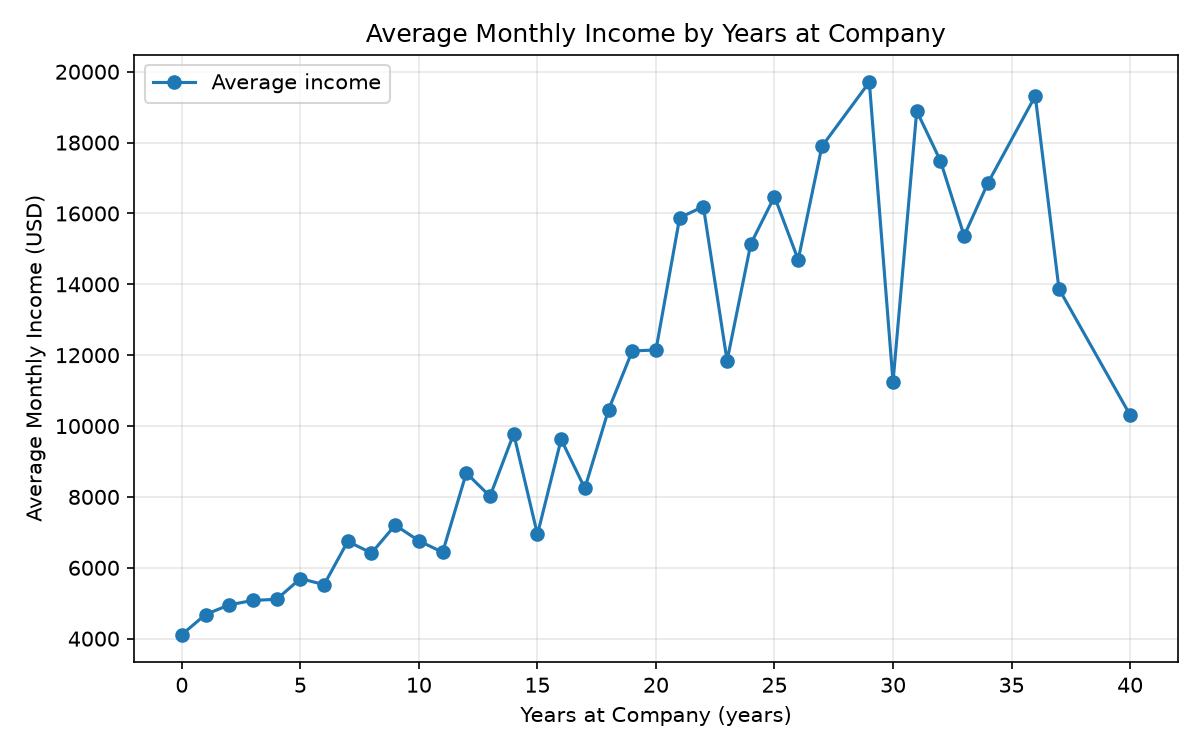 Average Monthly Income by Years at Company
Average income
Average Monthly Income (USD)
20000
18000
16000
14000
12000
10000
8000
6000
4000
0 5 10 15 20 25 30 35 40
Years at Company (years)